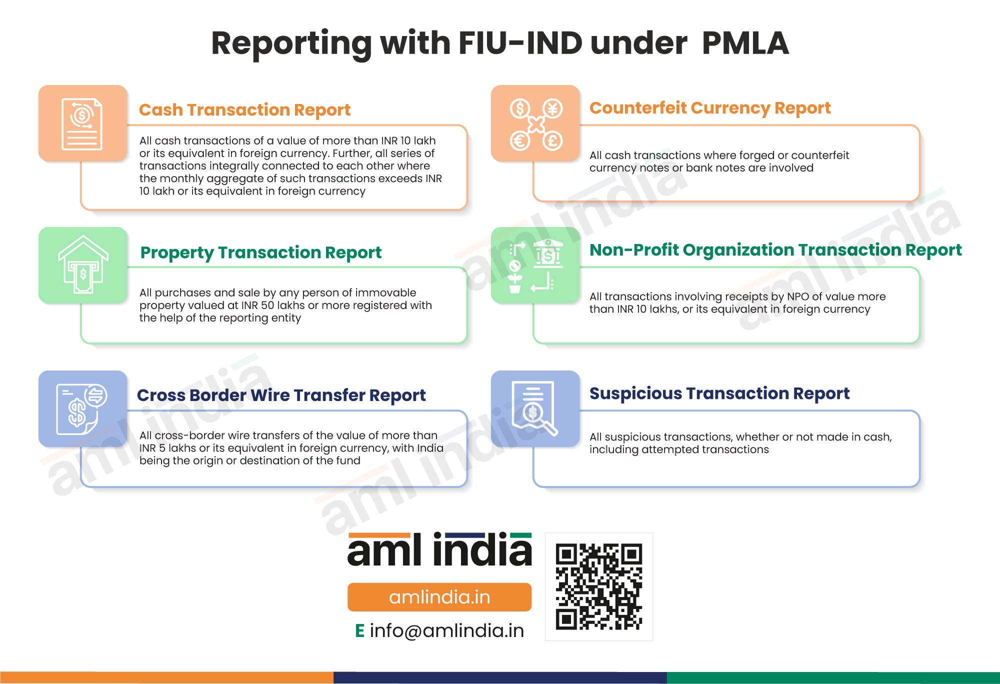 Reporting with FIU-IND under PMLA
Cash Transaction Report
All cash transactions of a value of more than INR 10 lakh
or its equivalent in foreign currency. Further, all series of
transactions integrally connected to each other where
the monthly aggregate of such transactions exceeds INR
10 lakh or its equivalent in foreign currency
Counterfeit Currency Report
All cash transactions where forged or counterfeit
currency notes or bank notes are involved
Property Transaction Report
All purchases and sale by any person of immovable
property valued at INR 50 lakhs or more registered with
the help of the reporting entity
Non-Profit Organization Transaction Report
All transactions involving receipts by NPO of value more
than INR 10 lakhs, or its equivalent in foreign currency
Cross Border Wire Transfer Report
All cross-border wire transfers of the value of more than
INR 5 lakhs or its equivalent in foreign currency, with India
being the origin or destination of the fund
Suspicious Transaction Report
All suspicious transactions, whether or not made in cash,
including attempted transactions
aml india
aml india
aml india
aml india
aml india
amlindia.in
E info@amlindia.in